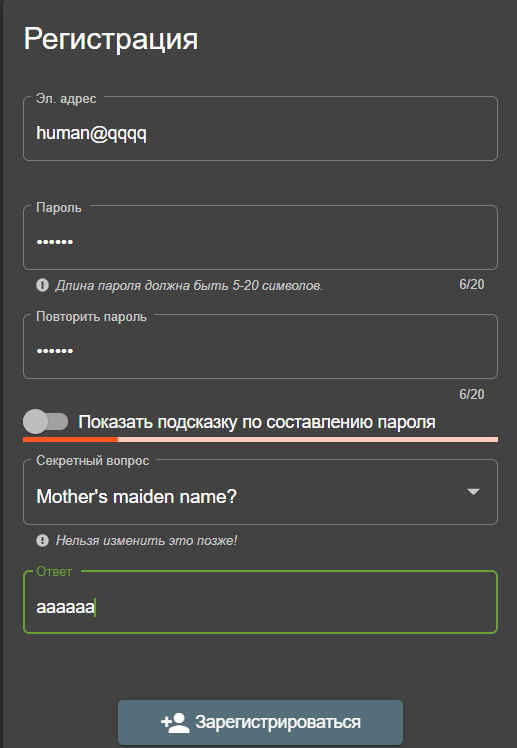 Регистрация
Эл. адрес
human@qqqq
Пароль
••••••
Длина пароля должна быть 5-20 символов.
6/20
Повторить пароль
••••••
6/20
Показать подсказку по составлению пароля
Секретный вопрос
Mother's maiden name?
Нельзя изменить это позже!
Ответ
aaaaaa
Зарегистрироваться